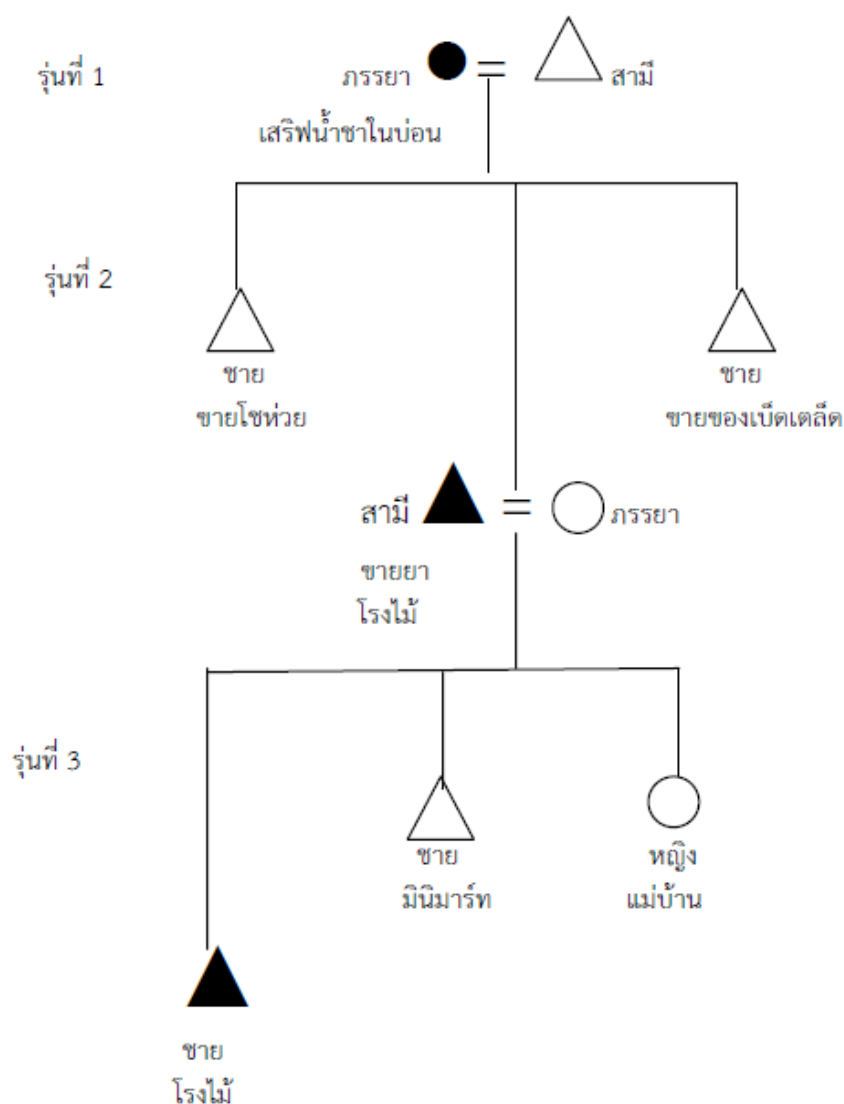 รุ่นที่ 1
ภรรยา = สามี
เสริฟน้ำชาในบ่อน
รุ่นที่ 2
ชาย
ขายโชห่วย
ชาย
ขายของเบ็ดเตล็ด
สามี = ภรรยา
ขายยา
โรงไม้
รุ่นที่ 3
ชาย
มินิมาร์ท
หญิง
แม่บ้าน
ชาย
โรงไม้